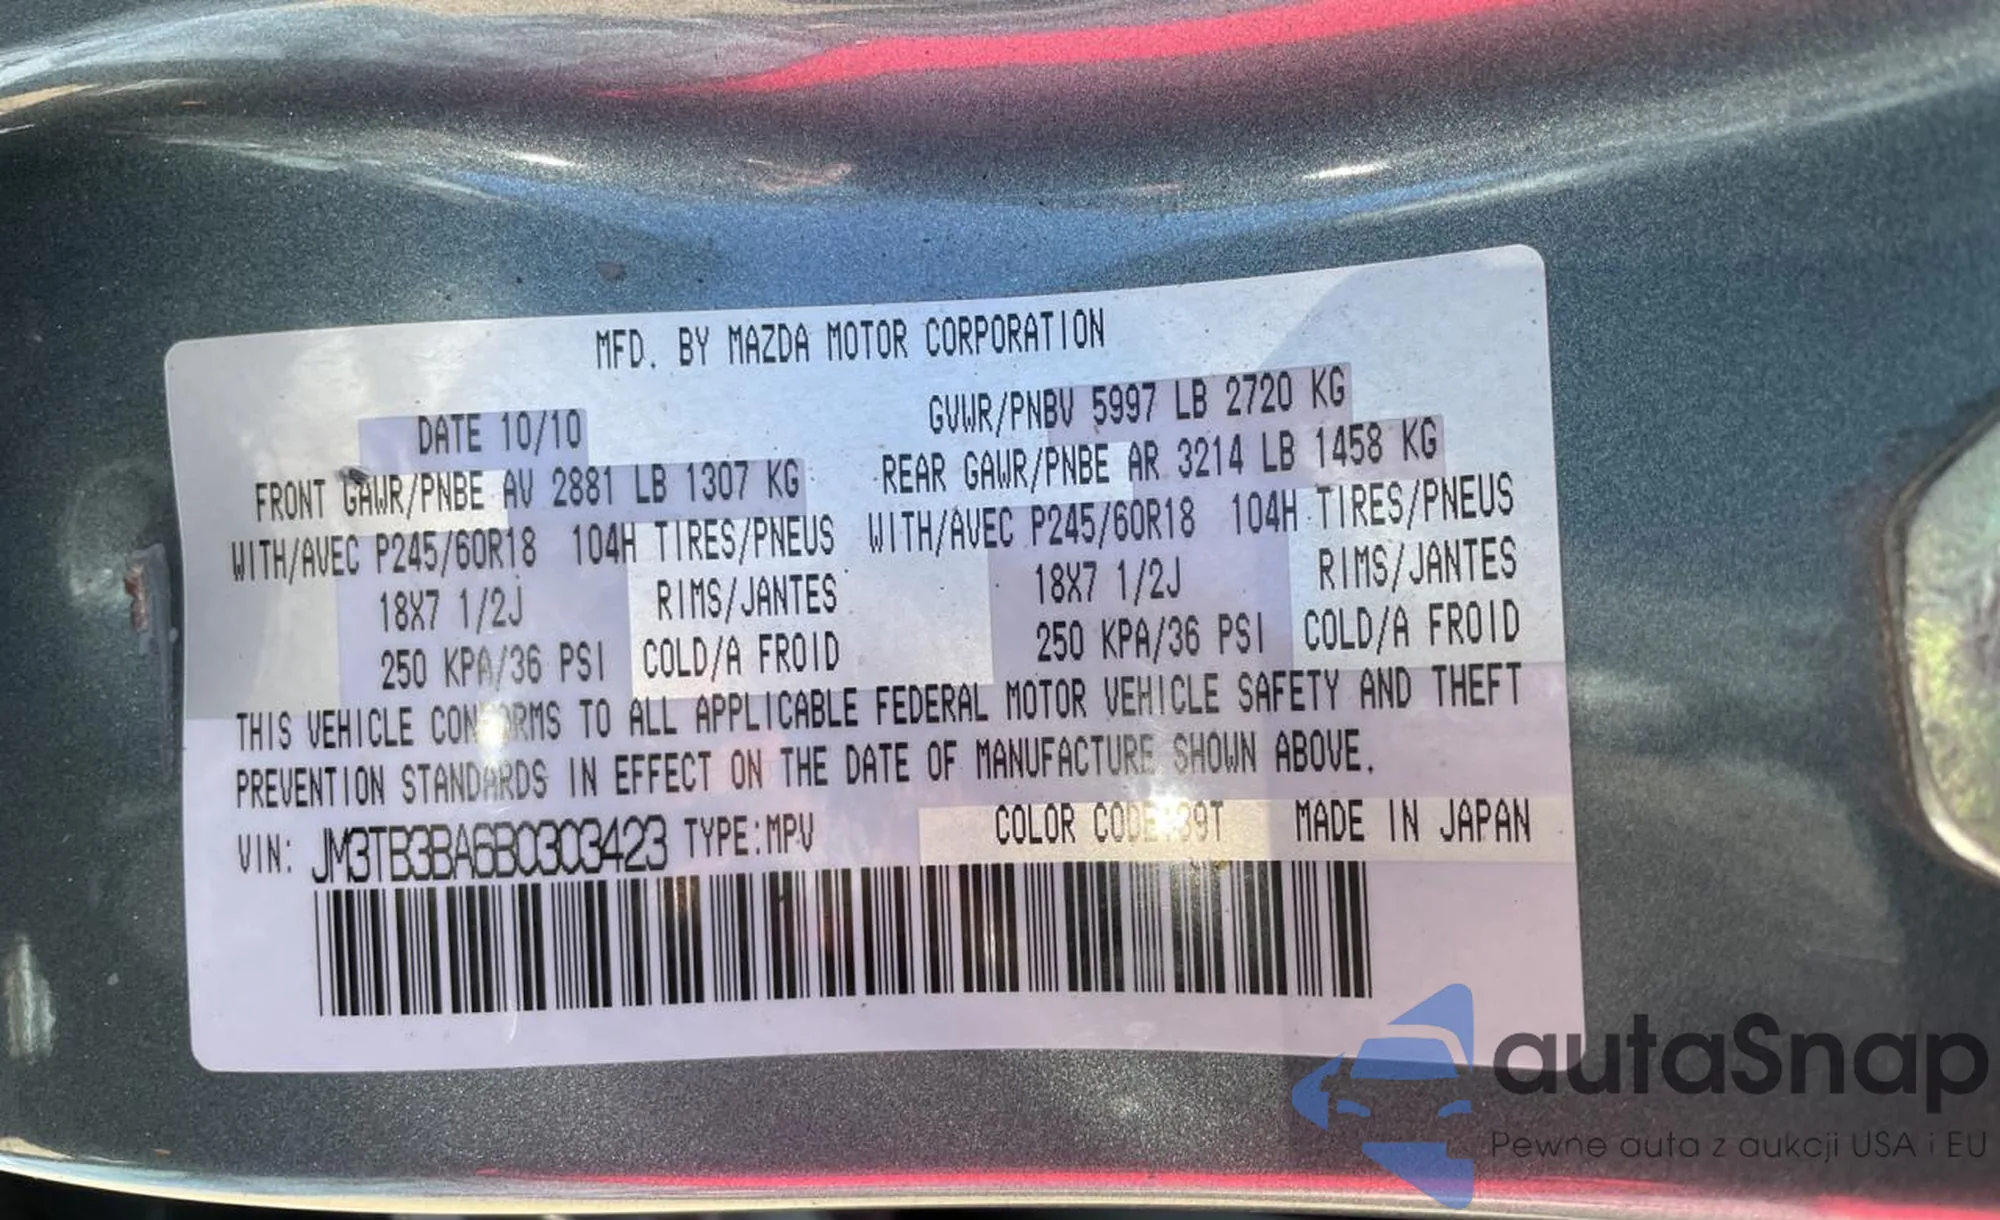 MFD. BY MAZDA MOTOR CORPORATION
DATE 10/10 GVWR/PNBV 5997 LB 2720 KG
FRONT GAWR/PNBE AV 2881 LB 1307 KG REAR GAWR/PNBE AR 3214 LB 1458 KG
WITH/AVEC P245/60R18 104H TIRES/PNEUS WITH/AVEC P245/60R18 104H TIRES/PNEUS
18X7 1/2J RIMS/JANTES 18X7 1/2J RIMS/JANTES
250 KPA/36 PSI COLD/A FROID 250 KPA/36 PSI COLD/A FROID
THIS VEHICLE CONFORMS TO ALL APPLICABLE FEDERAL MOTOR VEHICLE SAFETY AND THEFT
PREVENTION STANDARDS IN EFFECT ON THE DATE OF MANUFACTURE SHOWN ABOVE.
VIN: JM3TB3BA6B0303423 TYPE:MPV COLOR CODE:39T MADE IN JAPAN
autaSnap
Pewne auta z aukcji USA i EU